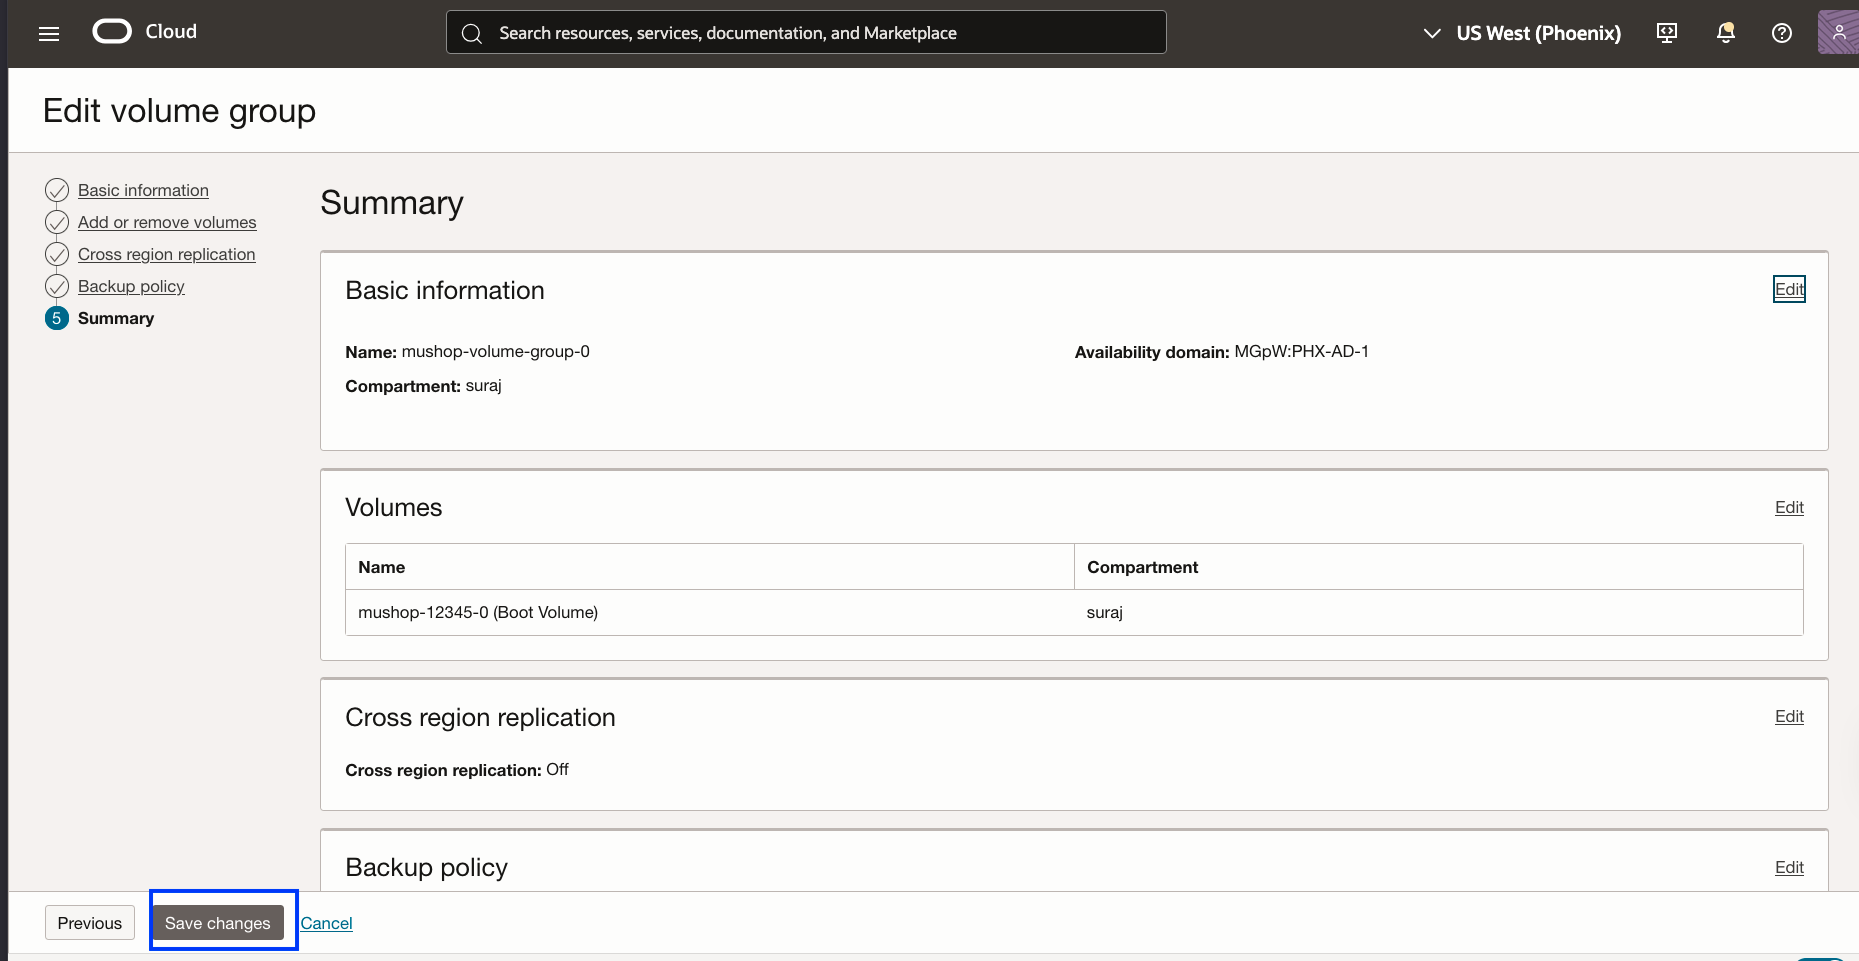 Cloud
Search resources, services, documentation, and Marketplace
US West (Phoenix)
Edit volume group
Basic information
Add or remove volumes
Cross region replication
Backup policy
5 Summary
Summary
Basic information
Edit
Name: mushop-volume-group-0
Availability domain: MGpW:PHX-AD-1
Compartment: suraj
Volumes
Edit
Name Compartment
mushop-12345-0 (Boot Volume) suraj
Cross region replication
Edit
Cross region replication: Off
Backup policy
Edit
Previous Save changes Cancel